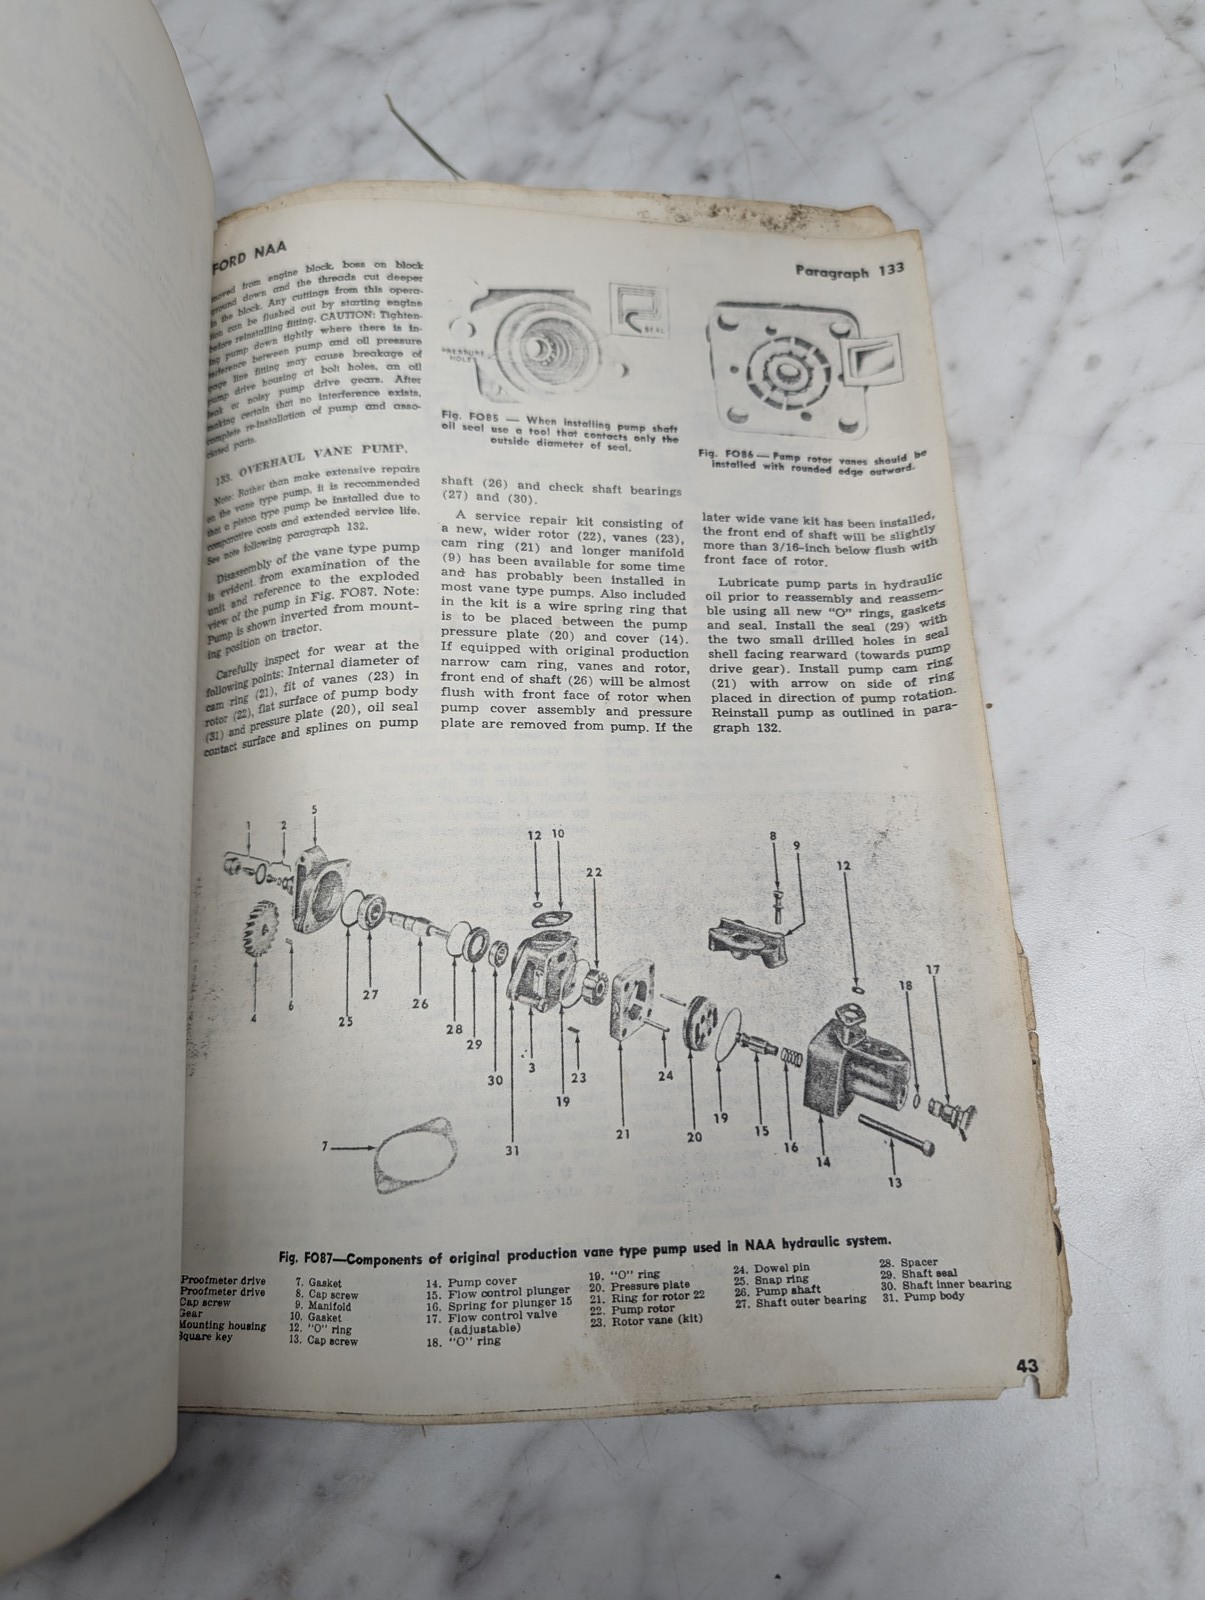 FORD NAA
Paragraph 133
moved from engine block, boss on block
ground down and the threads cut deeper
in the block. Any cuttings from this opera-
tion can be flushed out by starting engine
before reinstalling fitting. CAUTION: Tighten-
ing pump down tightly where there is in-
terference between pump and oil pressure
gage line fitting may cause breakage of
pump drive housing at bolt holes, an oil
leak or noisy pump drive gears. After
making certain that no interference exists,
complete re-installation of pump and asso-
ciated parts.
133. OVERHAUL VANE PUMP.
Note: Rather than make extensive repairs
on the vane type pump, it is recommended
that a piston type pump be installed due to
comparative costs and extended service life.
See note following paragraph 132.
Disassembly of the vane type pump
is evident from examination of the
unit and reference to the exploded
view of the pump in Fig. FO87. Note:
Pump is shown inverted from mount-
ing position on tractor.
Carefully inspect for wear at the
following points: Internal diameter of
cam ring (21), fit of vanes (23) in
rotor (22), flat surface of pump body
(31) and pressure plate (20), oil seal
contact surface and splines on pump
PRESSURE
HOLE
SEAL
Fig. FO85 — When installing pump shaft
oil seal use a tool that contacts only the
outside diameter of seal.
shaft (26) and check shaft bearings
(27) and (30).
A service repair kit consisting of
a new, wider rotor (22), vanes (23),
cam ring (21) and longer manifold
(9) has been available for some time
and has probably been installed in
most vane type pumps. Also included
in the kit is a wire spring ring that
is to be placed between the pump
pressure plate (20) and cover (14).
If equipped with original production
narrow cam ring, vanes and rotor,
front end of shaft (26) will be almost
flush with front face of rotor when
pump cover assembly and pressure
plate are removed from pump. If the
Fig. FO86 — Pump rotor vanes should be
installed with rounded edge outward.
later wide vane kit has been installed,
the front end of shaft will be slightly
more than 3/16-inch below flush with
front face of rotor.
Lubricate pump parts in hydraulic
oil prior to reassembly and reassem-
ble using all new "O" rings, gaskets
and seal. Install the seal (29) with
the two small drilled holes in seal
shell facing rearward (towards pump
drive gear). Install pump cam ring
(21) with arrow on side of ring
placed in direction of pump rotation.
Reinstall pump as outlined in para-
graph 132.
1 2 5 12 10 22 8 9 12 17 18
4 6 25 27 26 28 29 30 31 3 19 23 21 24 20 19 15 16 14 13
7
Fig. FO87—Components of original production vane type pump used in NAA hydraulic system.
Proofmeter drive
Proofmeter drive
Cap screw
Gear
Mounting housing
Square key
7. Gasket
8. Cap screw
9. Manifold
10. Gasket
12. "O" ring
13. Cap screw
14. Pump cover
15. Flow control plunger
16. Spring for plunger 15
17. Flow control valve
(adjustable)
18. "O" ring
19. "O" ring
20. Pressure plate
21. Ring for rotor 22
22. Pump rotor
23. Rotor vane (kit)
24. Dowel pin
25. Snap ring
26. Pump shaft
27. Shaft outer bearing
28. Spacer
29. Shaft seal
30. Shaft inner bearing
31. Pump body
43